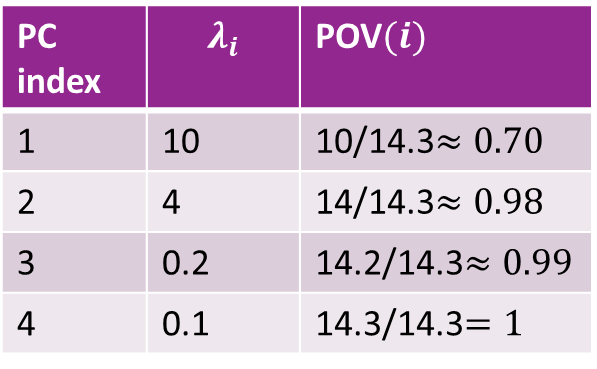 PC index λᵢ POV(i)
1 10 10/14.3≈ 0.70
2 4 14/14.3≈ 0.98
3 0.2 14.2/14.3≈ 0.99
4 0.1 14.3/14.3= 1